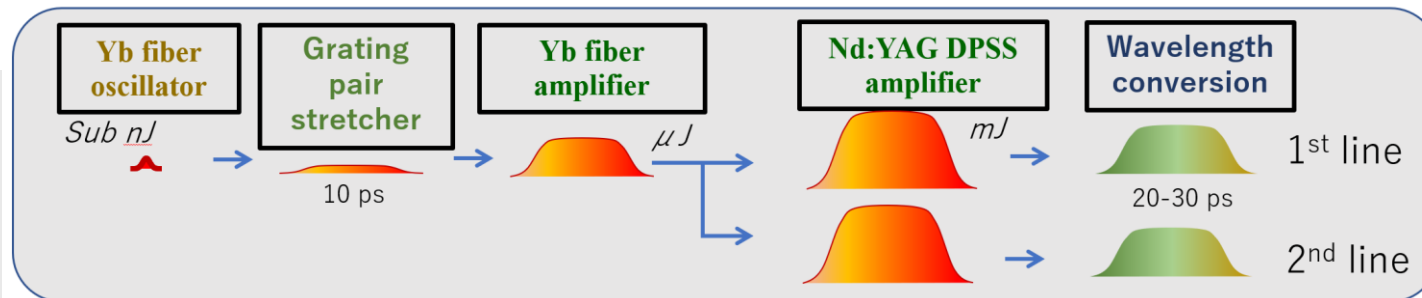 Yb fiber
oscillator
Grating
pair
stretcher
Yb fiber
amplifier
Nd:YAG DPSS
amplifier
Wavelength
conversion
Sub nJ
μJ
mJ
1st line
10 ps
20-30 ps
2nd line